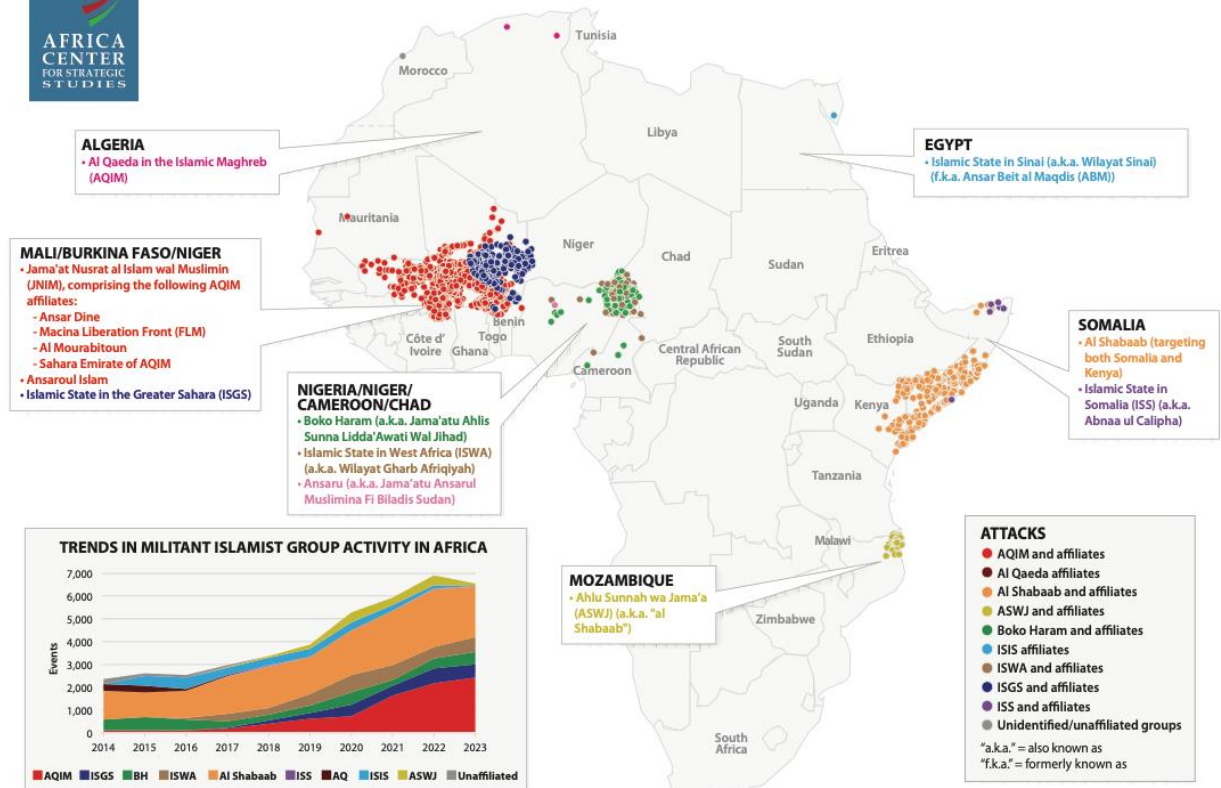 AFRICA
CENTER
FOR STRATEGIC
STUDIES
Tunisia
Morocco
Libya
ALGERIA
• Al Qaeda in the Islamic Maghreb
(AQIM)
EGYPT
• Islamic State in Sinai (a.k.a. Wilayat Sinai)
(f.k.a. Ansar Beit al Maqdis (ABM))
Mauritania
Niger
Chad
Sudan
Eritrea
MALI/BURKINA FASO/NIGER
• Jama'at Nusrat al Islam wal Muslimin
(JNIM), comprising the following AQIM
affiliates:
- Ansar Dine
- Macina Liberation Front (FLM)
- Al Mourabitoun
- Sahara Emirate of AQIM
• Ansaroul Islam
• Islamic State in the Greater Sahara (ISGS)
Benin
Togo
Côte d'
Ivoire
Ghana
Cameroon
Central African
Republic
South
Sudan
Ethiopia
Uganda
Kenya
SOMALIA
• Al Shabaab (targeting
both Somalia and
Kenya)
• Islamic State in
Somalia (ISS) (a.k.a.
Abnaa ul Calipha)
NIGERIA/NIGER/
CAMEROON/CHAD
• Boko Haram (a.k.a. Jama'atu Ahlis
Sunna Lidda'Awati Wal Jihad)
• Islamic State in West Africa (ISWA)
(a.k.a. Wilayat Gharb Afriqiyah)
• Ansaru (a.k.a. Jama'atu Ansarul
Muslimina Fi Biladis Sudan)
Tanzania
Malawi
MOZAMBIQUE
• Ahlu Sunnah wa Jama'a
(ASWJ) (a.k.a. "al
Shabaab")
Zimbabwe
South
Africa
TRENDS IN MILITANT ISLAMIST GROUP ACTIVITY IN AFRICA
Events
7,000
6,000
5,000
4,000
3,000
2,000
1,000
0
2014 2015 2016 2017 2018 2019 2020 2021 2022 2023
AQIM ISGS BH ISWA Al Shabaab ISS AQ ISIS ASWJ Unaffiliated
ATTACKS
AQIM and affiliates
Al Qaeda affiliates
Al Shabaab and affiliates
ASWJ and affiliates
Boko Haram and affiliates
ISIS affiliates
ISWA and affiliates
ISGS and affiliates
ISS and affiliates
Unidentified/unaffiliated groups
"a.k.a." = also known as
"f.k.a." = formerly known as